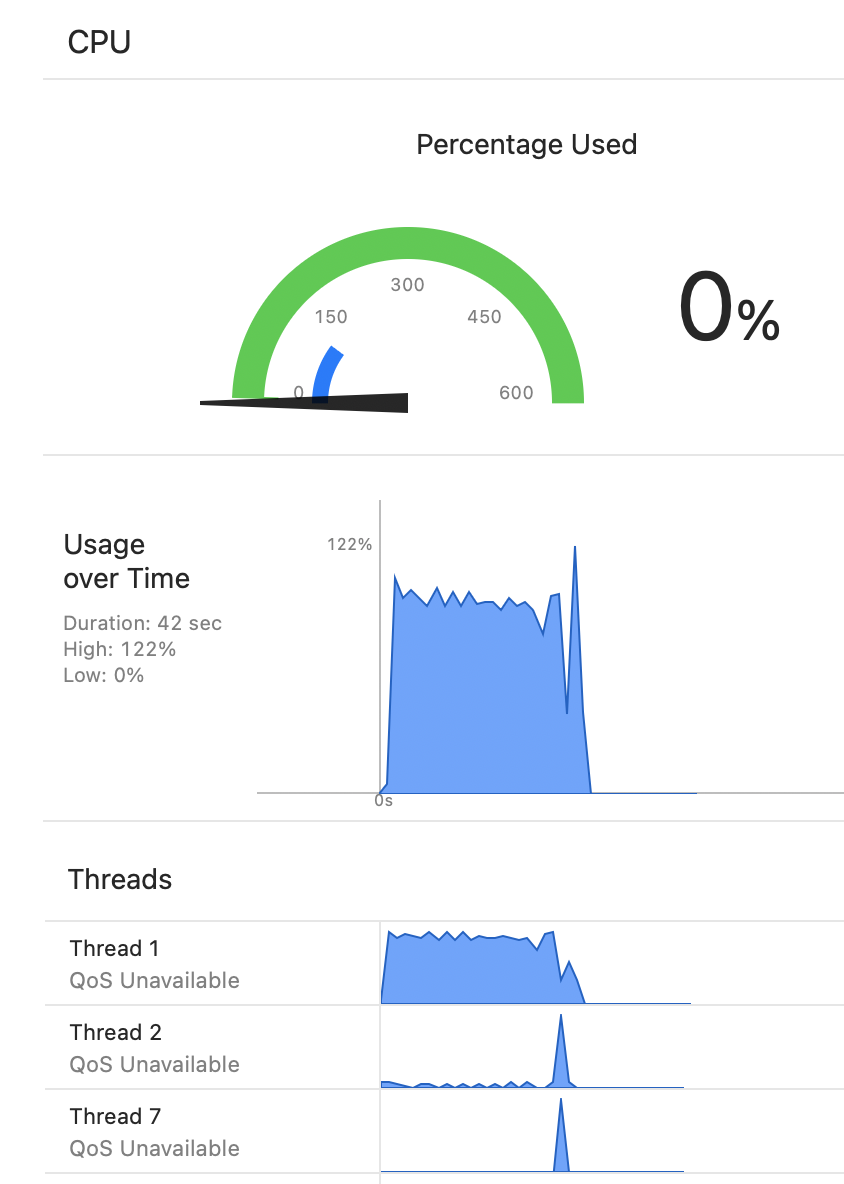 CPU
Percentage Used
300
150
450
0
600
0%
Usage
over Time
122%
Duration: 42 sec
High: 122%
Low: 0%
0s
Threads
Thread 1
QoS Unavailable
Thread 2
QoS Unavailable
Thread 7
QoS Unavailable